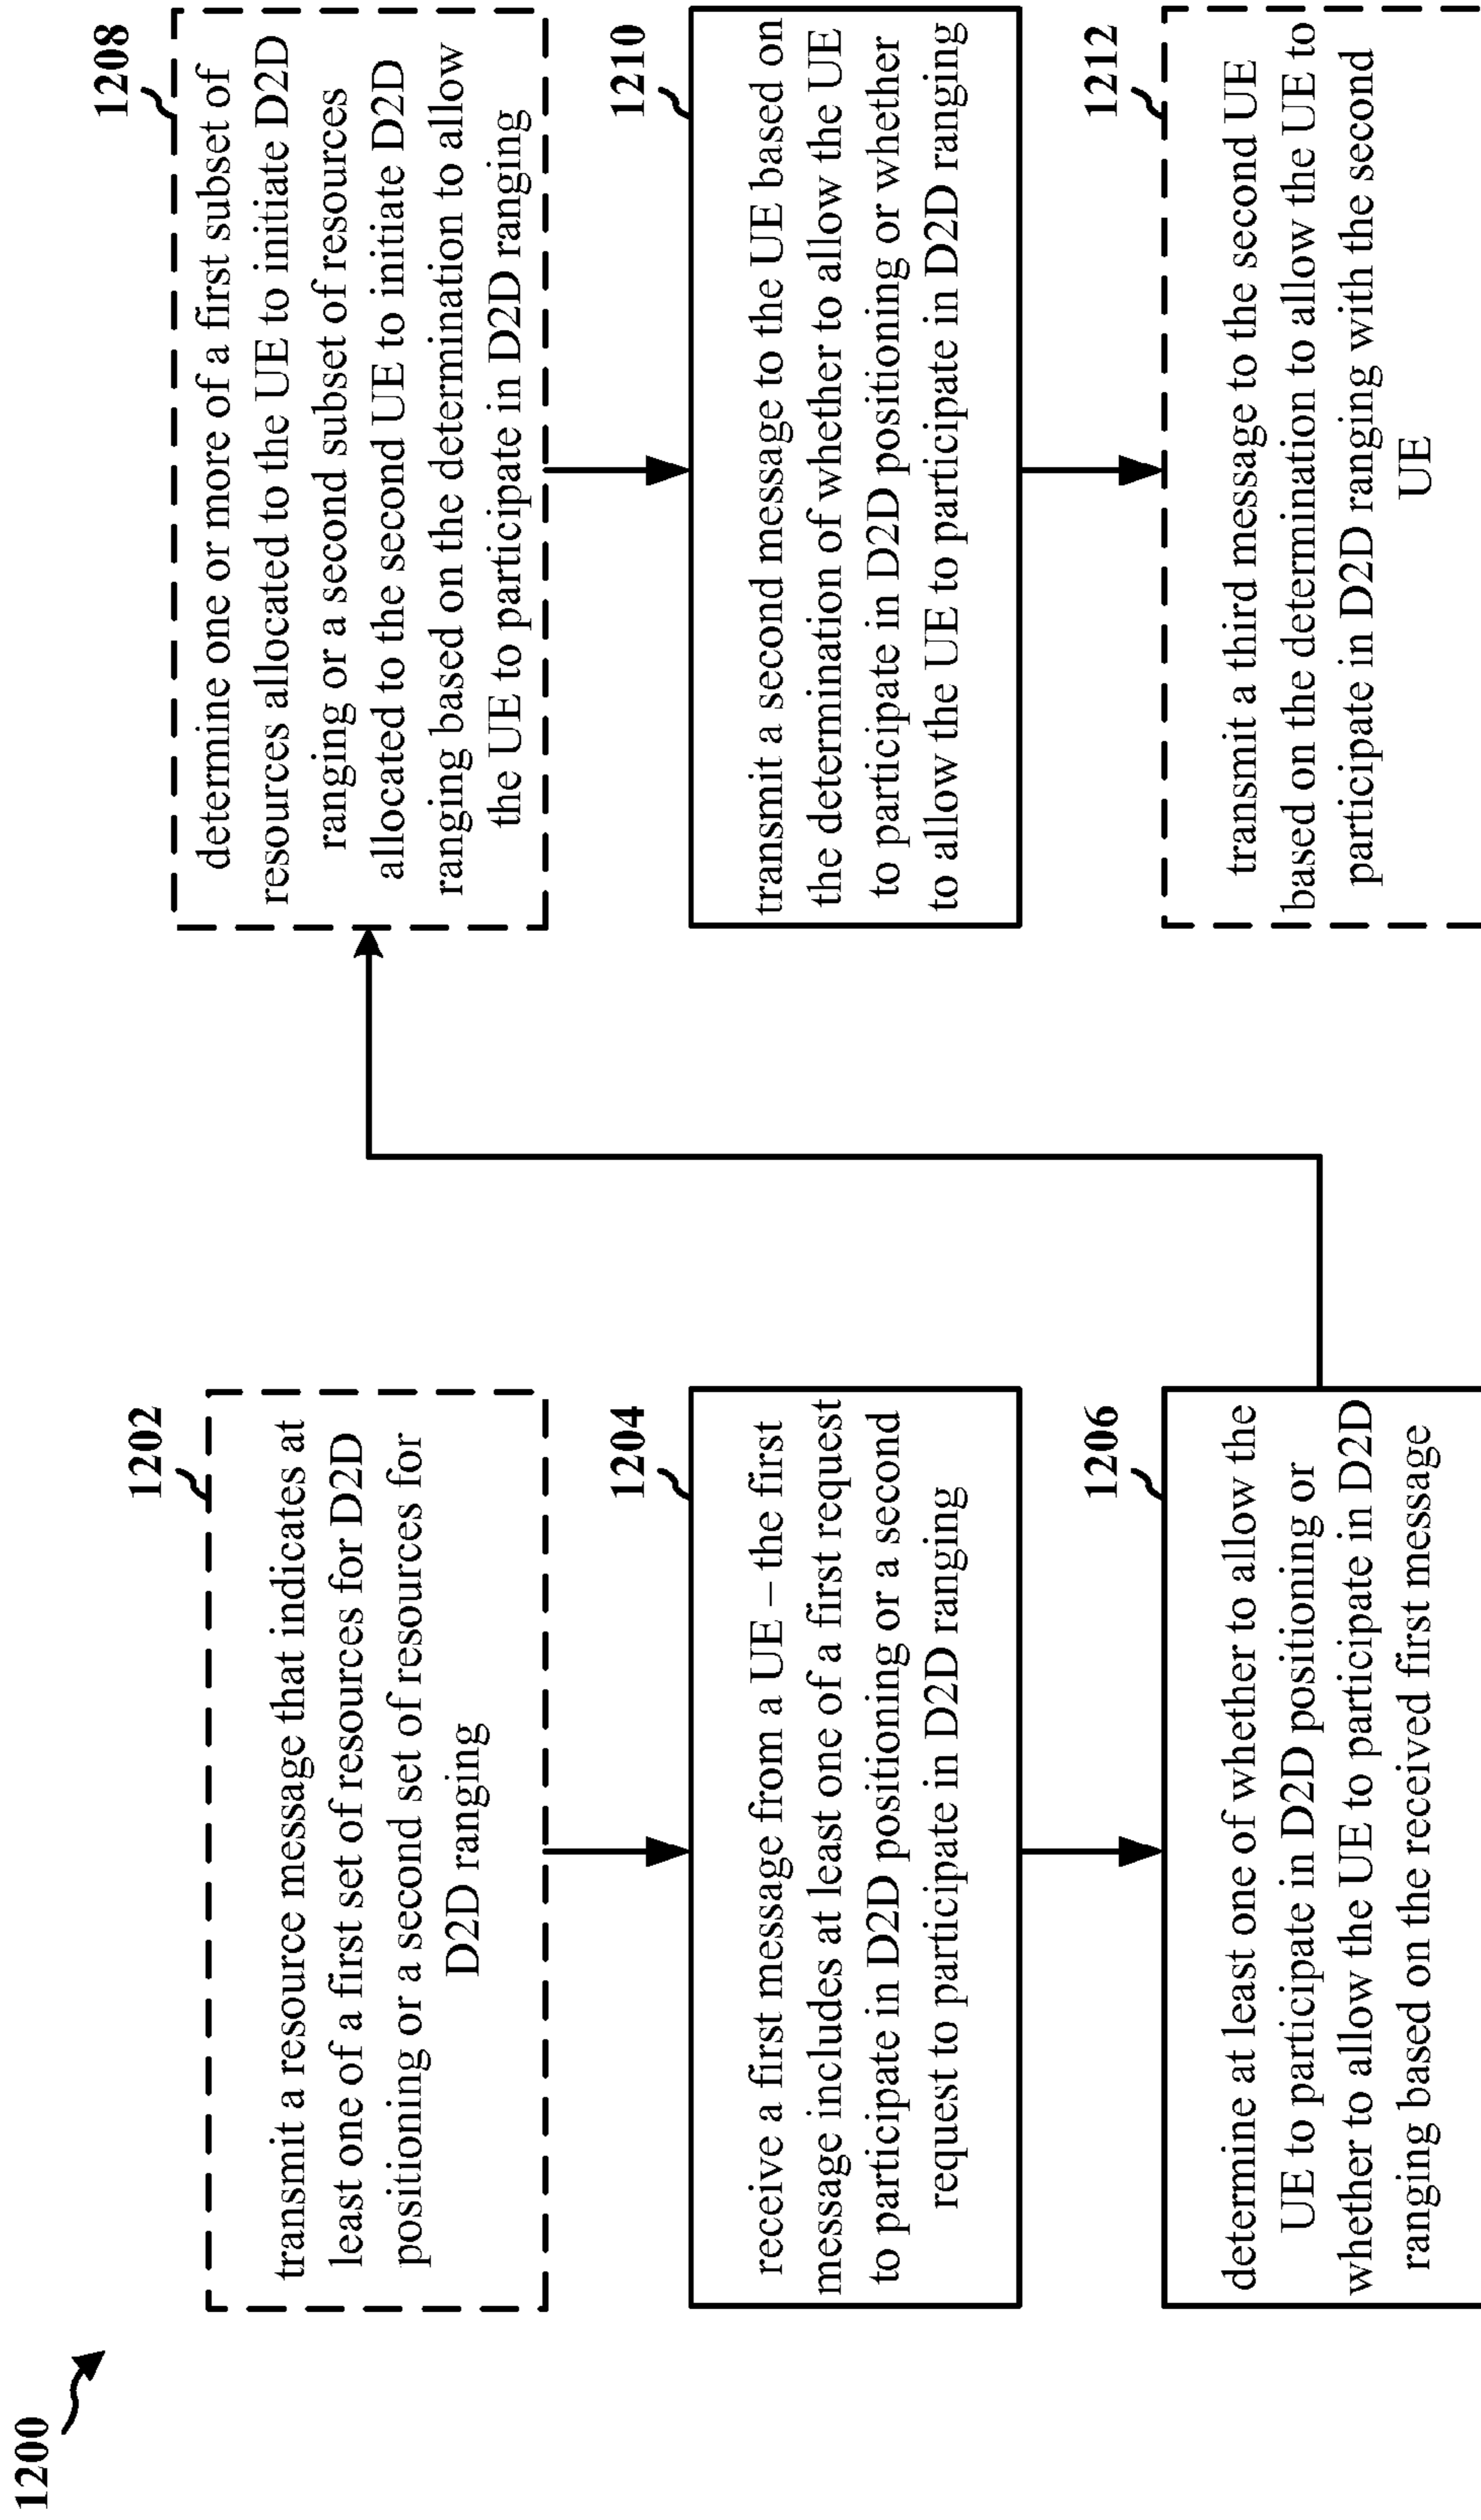 1200
1202
transmit a resource message that indicates at
least one of a first set of resources for D2D
positioning or a second set of resources for
D2D ranging
1204
receive a first message from a UE – the first
message includes at least one of a first request
to participate in D2D positioning or a second
request to participate in D2D ranging
1206
determine at least one of whether to allow the
UE to participate in D2D positioning or
whether to allow the UE to participate in D2D
ranging based on the received first message
1208
determine one or more of a first subset of
resources allocated to the UE to initiate D2D
ranging or a second subset of resources
allocated to the second UE to initiate D2D
ranging based on the determination to allow
the UE to participate in D2D ranging
1210
transmit a second message to the UE based on
the determination of whether to allow the UE
to participate in D2D positioning or whether
to allow the UE to participate in D2D ranging
1212
transmit a third message to the second UE
based on the determination to allow the UE to
participate in D2D ranging with the second
UE